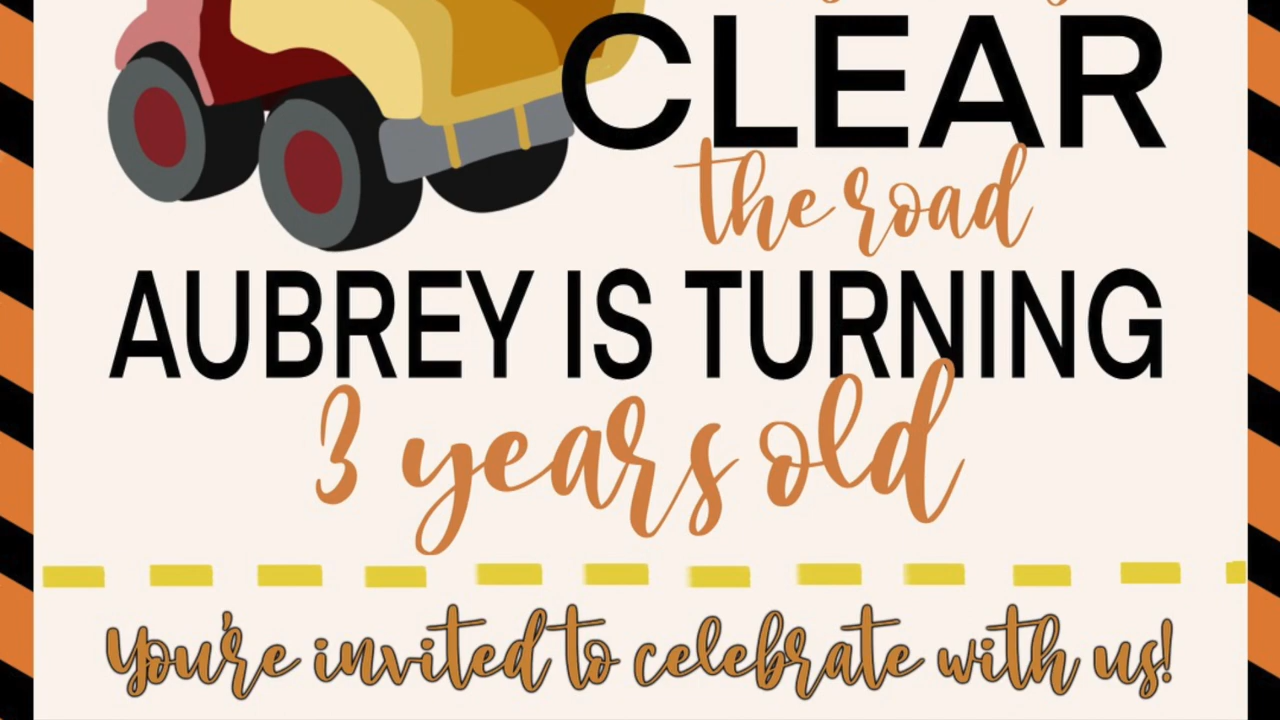 CLEAR
the road
AUBREY IS TURNING
3 years old
You're invited to celebrate with us!